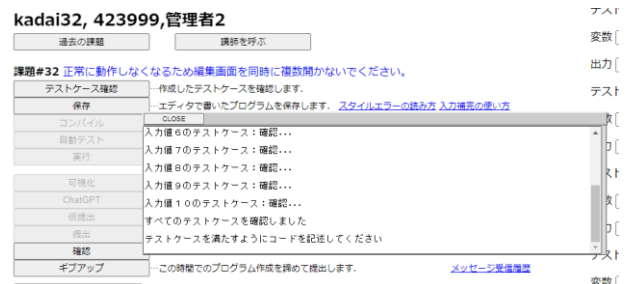 kadai32, 423999,管理者2
過去の課題
講師を呼ぶ
課題#32 正常に動作しなくなるため編集画面を同時に複数開かないでください。
テストケース確認 …作成したテストケースを確認します.
保存 …エディタで書いたプログラムを保存します. スタイルエラーの読み方 入力補完の使い方
コンパイル
CLOSE
自動テスト
実行
可視化
ChatGPT
仮提出
提出
確認
入力値6のテストケース:確認...
入力値7のテストケース:確認...
入力値8のテストケース:確認...
入力値9のテストケース:確認...
入力値10のテストケース:確認...
すべてのテストケースを確認しました
テストケースを満たすようにコードを記述してください
ギブアップ …この時間でのプログラム作成を諦めて提出します. メッセージ受信履歴
変数
出力
テスト
変数